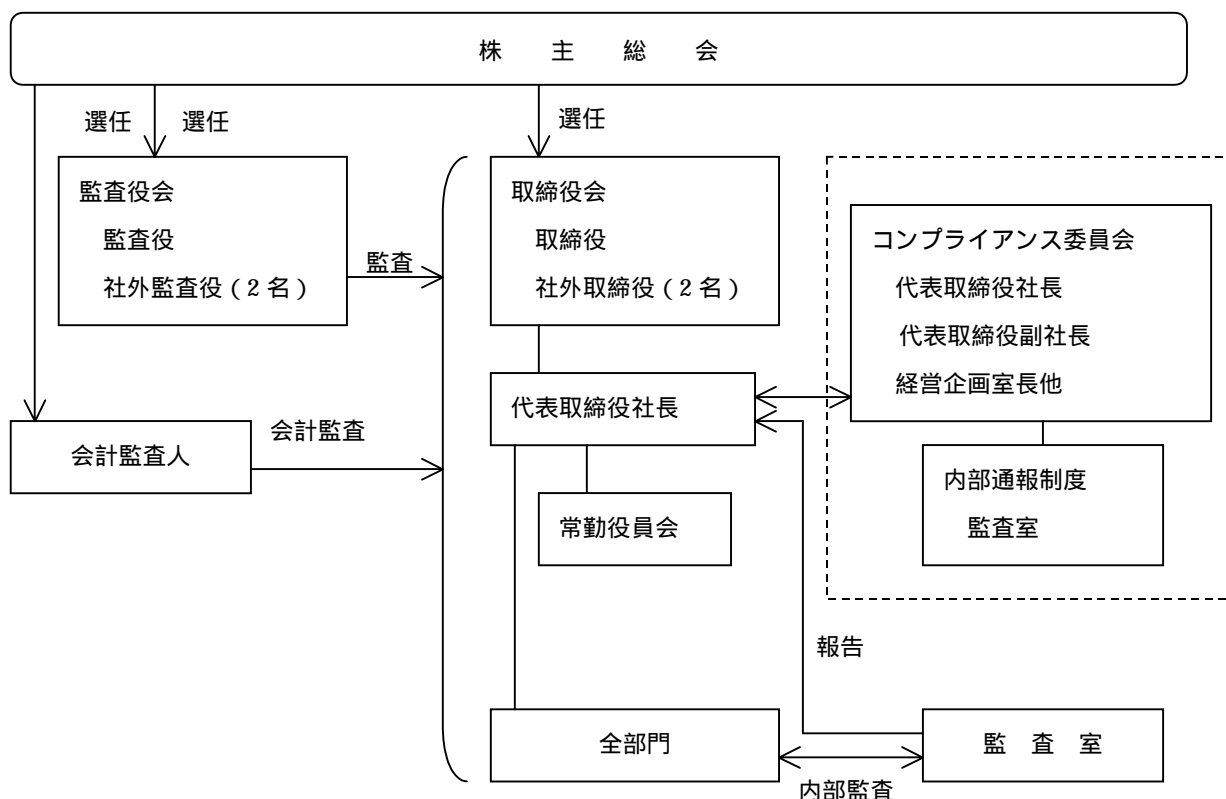 株　主　総　会
選任
選任
選任
監査役会
監査役
社外監査役(2名)
監査
取締役会
取締役
社外取締役(2名)
コンプライアンス委員会
代表取締役社長
代表取締役副社長
経営企画室長他
代表取締役社長
会計監査人
会計監査
内部通報制度
監査室
常勤役員会
報告
全部門
監　査　室
内部監査